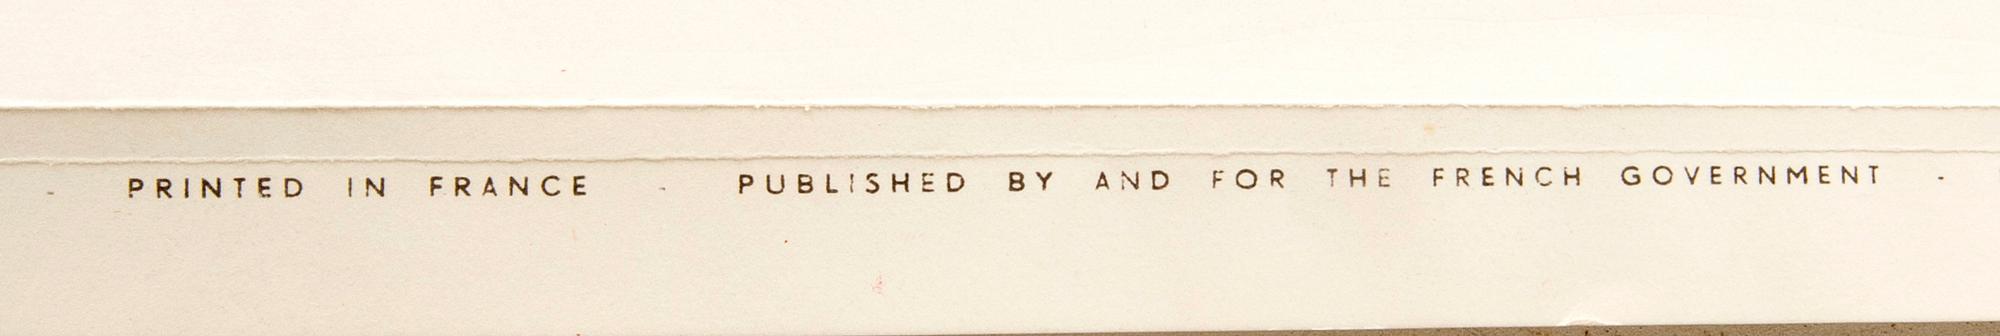 - PRINTED IN FRANCE - PUBLISHED BY AND FOR THE FRENCH GOVERNMENT -